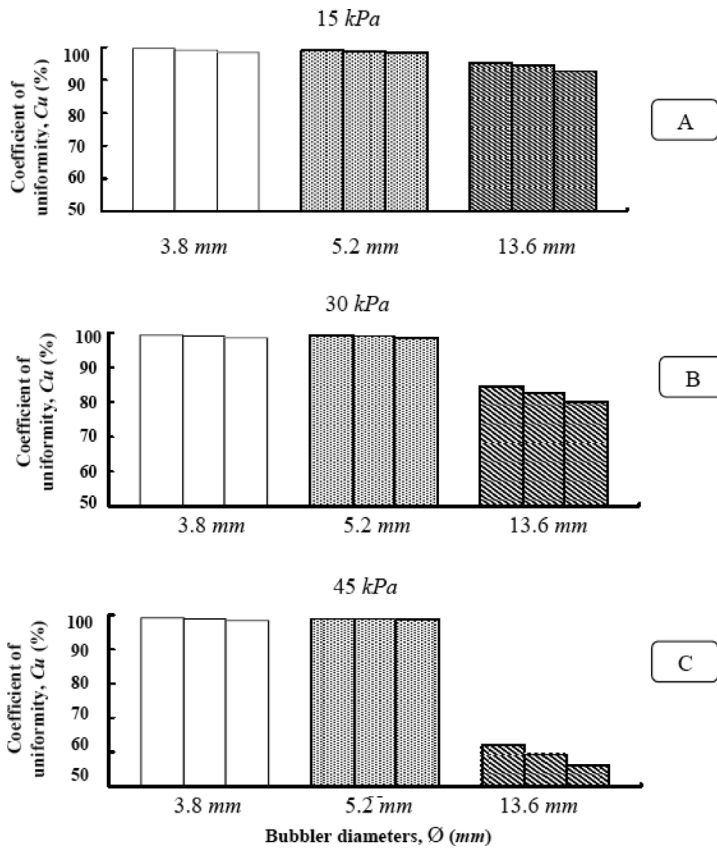 15 kPa
Coefficient of
uniformity, Cu (%)
100
90
80
70
60
50
A
3.8 mm
5.2 mm
13.6 mm
30 kPa
Coefficient of
uniformity, Cu (%)
100
90
80
70
60
50
B
3.8 mm
5.2 mm
13.6 mm
45 kPa
Coefficient of
uniformity, Cu (%)
100
90
80
70
60
50
C
3.8 mm
5.2 mm
13.6 mm
Bubbler diameters, Ø (mm)